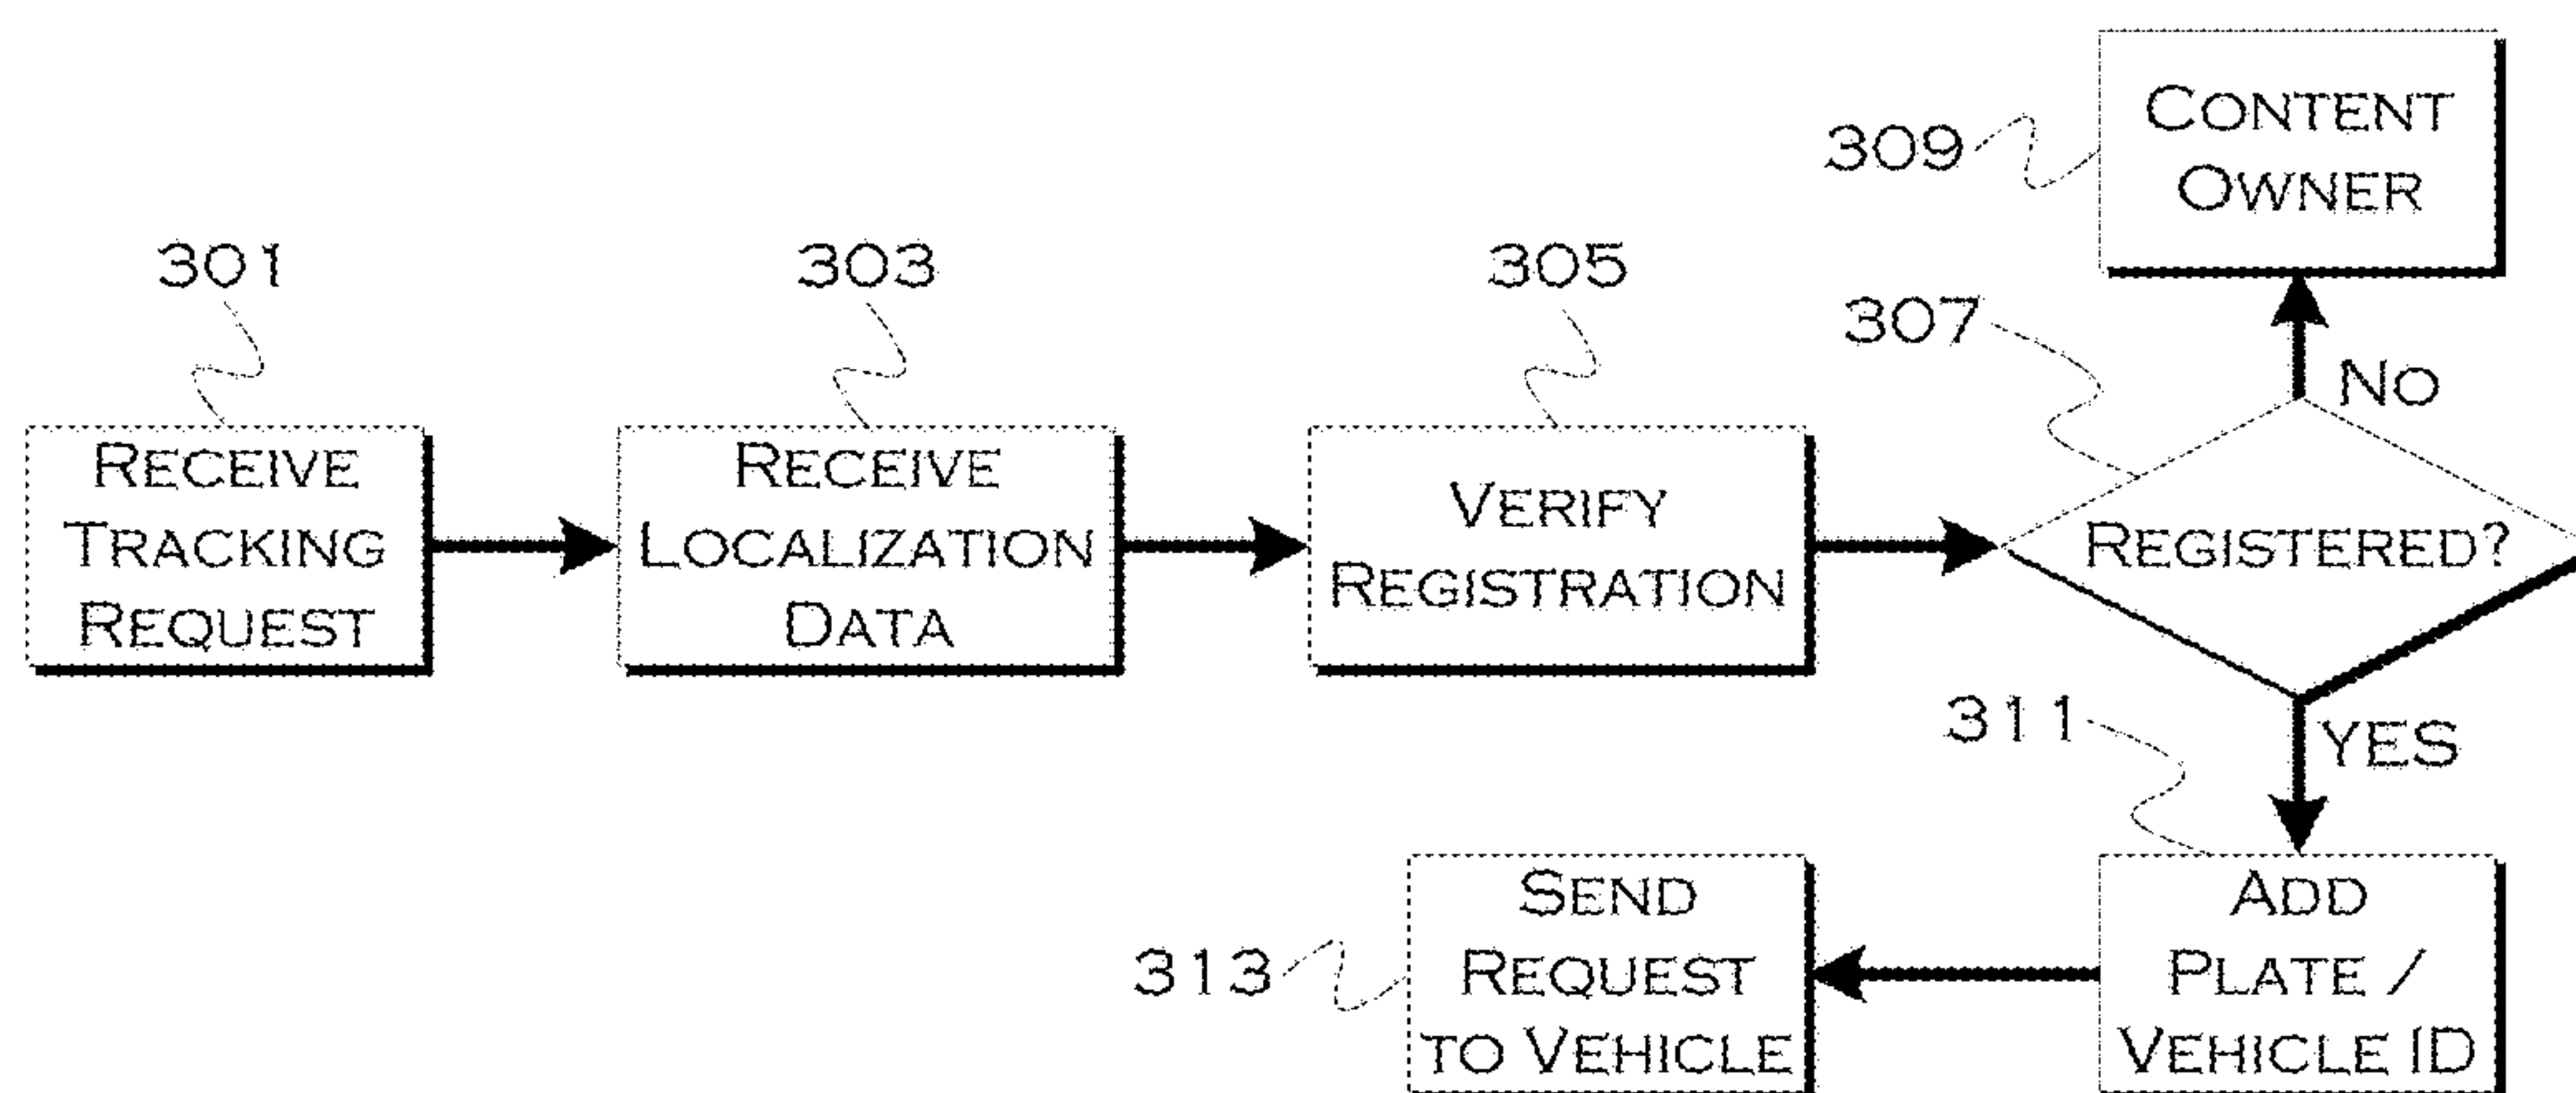 301
RECEIVE
TRACKING
REQUEST
303
RECEIVE
LOCALIZATION
DATA
305
VERIFY
REGISTRATION
307
REGISTERED?
NO
309
CONTENT
OWNER
YES
311
ADD
PLATE /
VEHICLE ID
313
SEND
REQUEST
TO VEHICLE